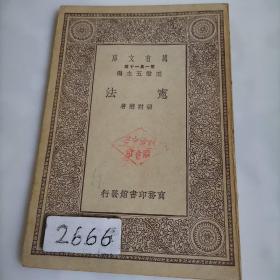 萬有文庫
第一集一千種
王雲五主編
憲法
商務印書館發行
2666